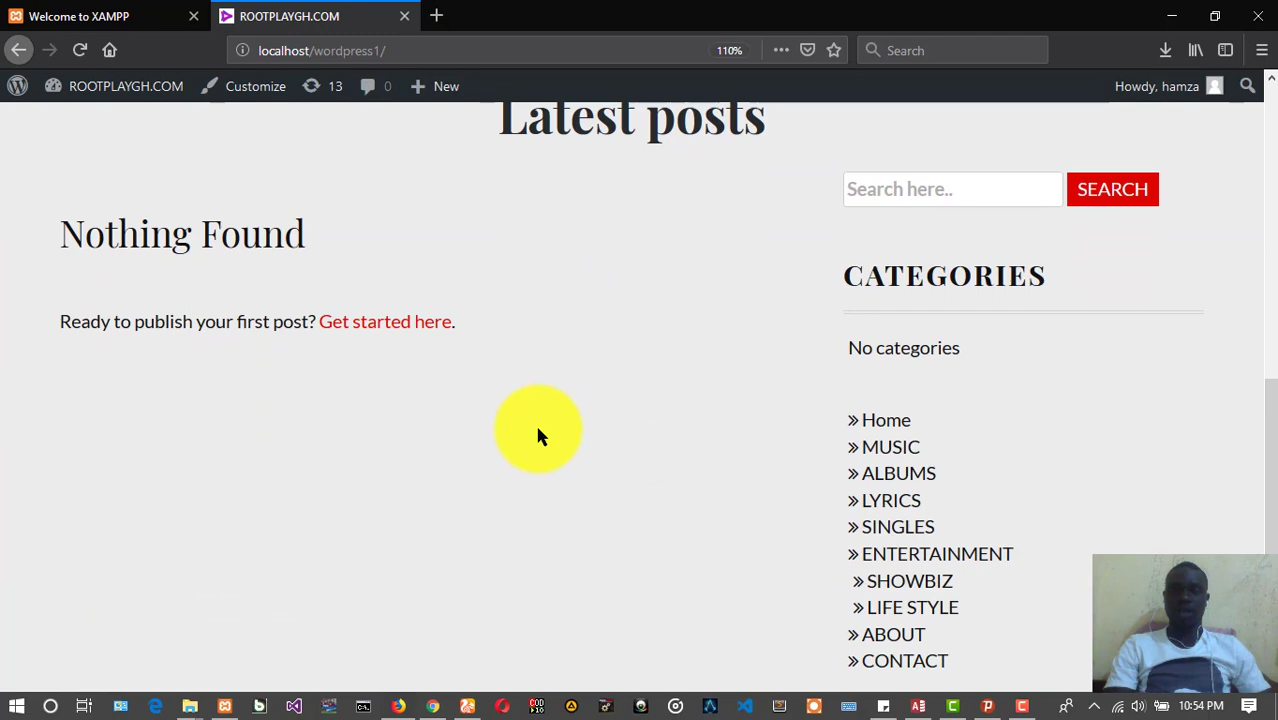 Welcome to XAMPP
ROOTPLAYGH.COM
localhost/wordpress1/
110%
Search
ROOTPLAYGH.COM
Customize
13
0
New
Howdy, hamza
Latest posts
Search here..
SEARCH
Nothing Found
CATEGORIES
Ready to publish your first post? Get started here.
No categories
Home
MUSIC
ALBUMS
LYRICS
SINGLES
ENTERTAINMENT
SHOWBIZ
LIFE STYLE
ABOUT
CONTACT
10:54 PM